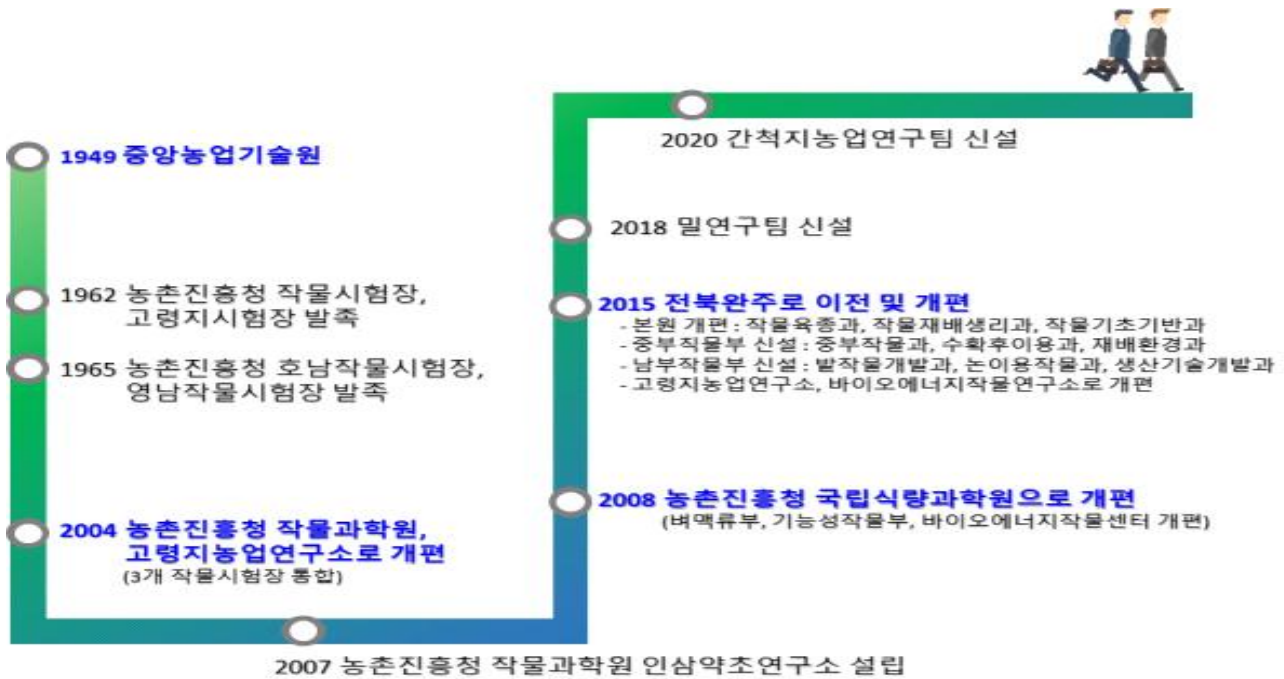 1949 중앙농업기술원
1962 농촌진흥청 작물시험장,
고령지시험장 발족
1965 농촌진흥청 호남작물시험장,
영남작물시험장 발족
2004 농촌진흥청 작물과학원,
고령지농업연구소로 개편
(3개 작물시험장 통합)
2007 농촌진흥청 작물과학원 인삼약초연구소 설립
2008 농촌진흥청 국립식량과학원으로 개편
(벼맥류부, 기능성작물부, 바이오에너지작물센터 개편)
2015 전북완주로 이전 및 개편
- 본원 개편 : 작물육종과, 작물재배생리과, 작물기초기반과
- 중부직물부 신설 : 중부작물과, 수확후이용과, 재배환경과
- 남부작물부 신설 : 밭작물개발과, 논이용작물과, 생산기술개발과
- 고령지농업연구소, 바이오에너지작물연구소로 개편
2018 밀연구팀 신설
2020 간척지농업연구팀 신설